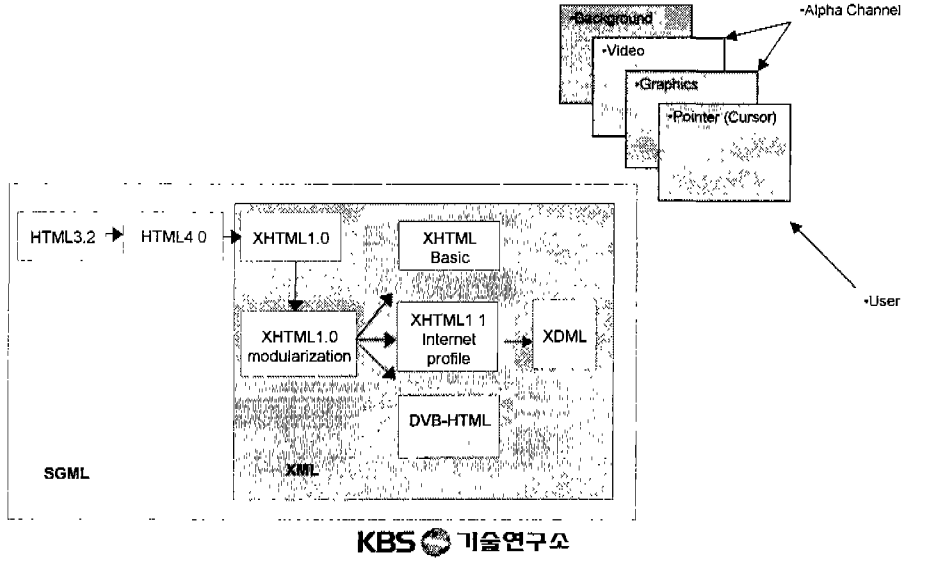 •Background
•Alpha Channel
•Video
•Graphics
•Pointer (Cursor)
•User
HTML3.2
HTML4 0
XHTML1.0
XHTML
Basic
XHTML1.0
modularization
XHTML1 1
Internet
profile
XDML
DVB-HTML
SGML
XML
KBS 기술연구소